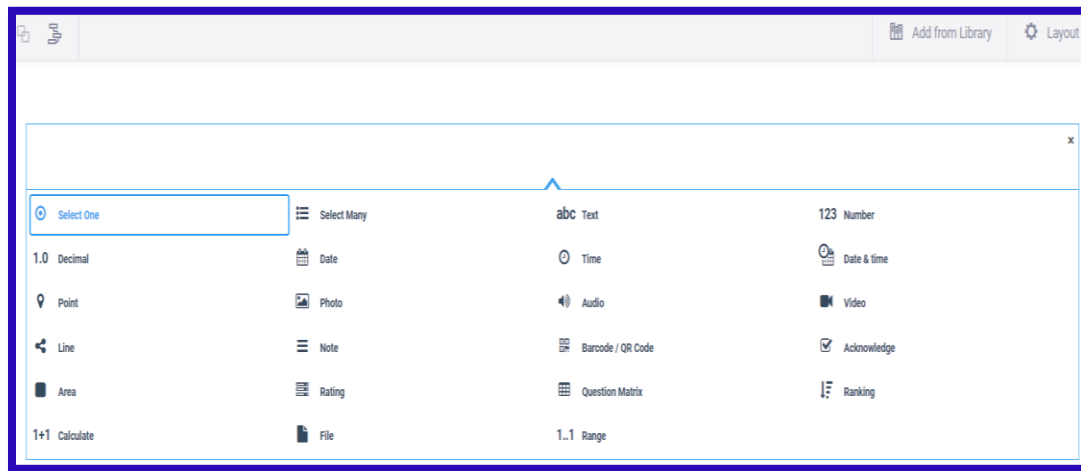 Add from Library Layout
x
Select One Select Many abc Text 123 Number
1.0 Decimal Date Time Date & time
Point Photo Audio Video
Line Note Barcode / QR Code Acknowledge
Area Rating Question Matrix Ranking
1+1 Calculate File 1..1 Range